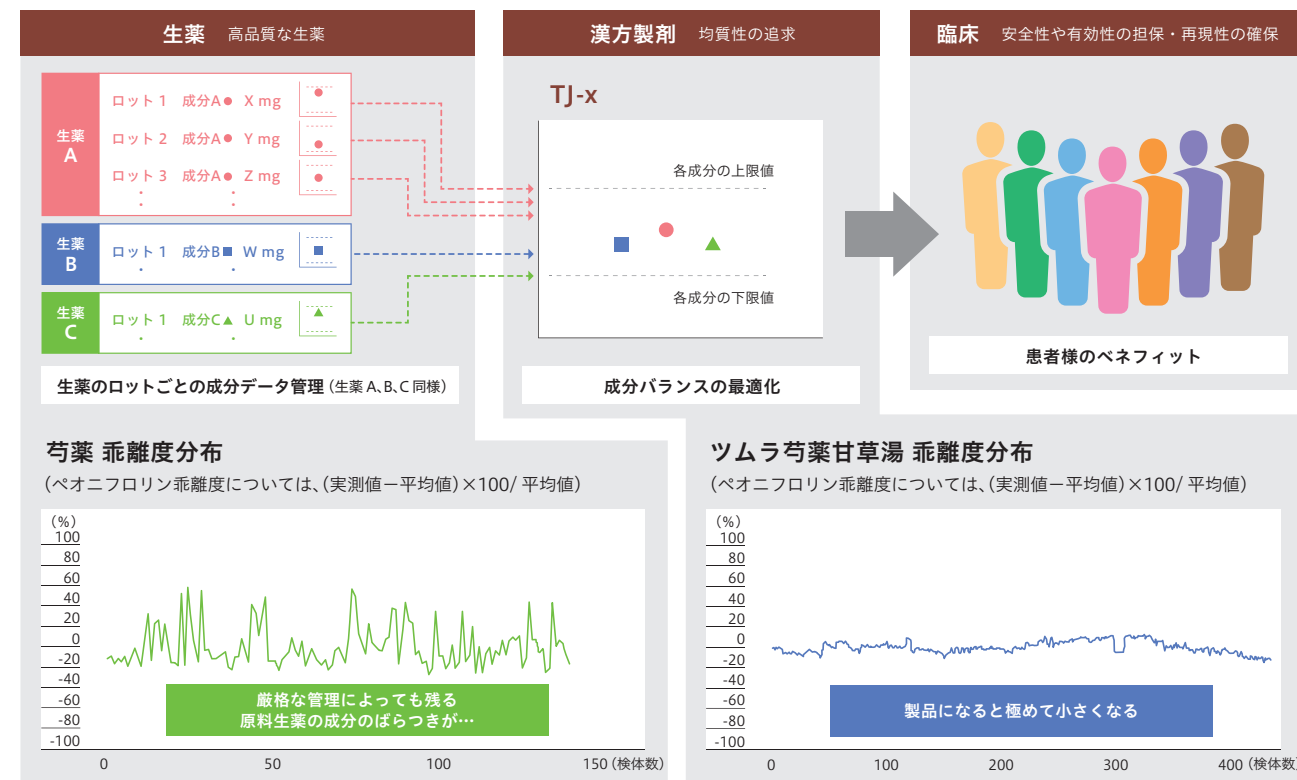 生薬 高品質な生薬
生薬
A
ロット 1 成分A● X mg
ロット 2 成分A● Y mg
ロット 3 成分A● Z mg
生薬
B
ロット 1 成分B■ W mg
生薬
C
ロット 1 成分C▲ U mg
生薬のロットごとの成分データ管理(生薬 A、B、C 同様)
漢方製剤 均質性の追求
TJ-x
各成分の上限値
各成分の下限値
成分バランスの最適化
臨床 安全性や有効性の担保・再現性の確保
患者様のベネフィット
芍薬 乖離度分布
(ペオニフロリン乖離度については、(実測値-平均値)×100/ 平均値)
(%)
100
80
60
40
20
0
-20
-40
-60
-80
-100
厳格な管理によっても残る
原料生薬の成分のばらつきが…
0 50 100 150 (検体数)
ツムラ芍薬甘草湯 乖離度分布
(ペオニフロリン乖離度については、(実測値-平均値)×100/ 平均値)
(%)
100
80
60
40
20
0
-20
-40
-60
-80
-100
製品になると極めて小さくなる
0 100 200 300 400 (検体数)